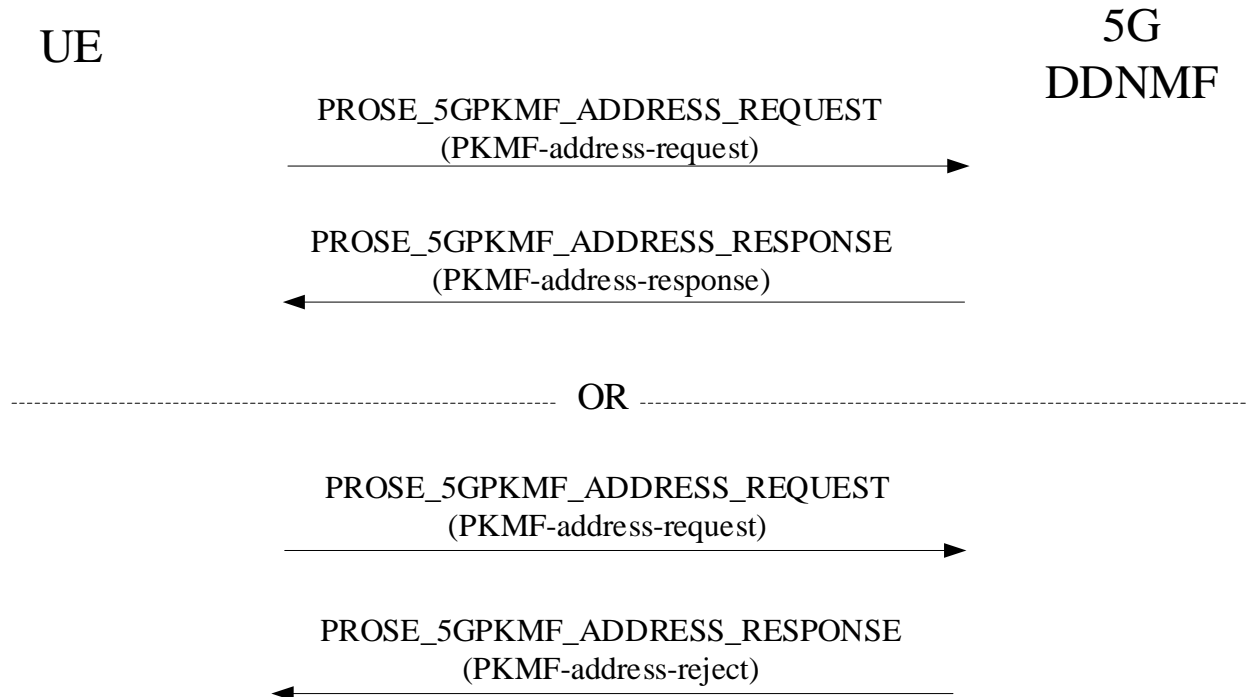 UE
5G
DDNMF
PROSE_5GPKMF_ADDRESS_REQUEST
(PKMF-address-request)
PROSE_5GPKMF_ADDRESS_RESPONSE
(PKMF-address-response)
OR
PROSE_5GPKMF_ADDRESS_REQUEST
(PKMF-address-request)
PROSE_5GPKMF_ADDRESS_RESPONSE
(PKMF-address-reject)